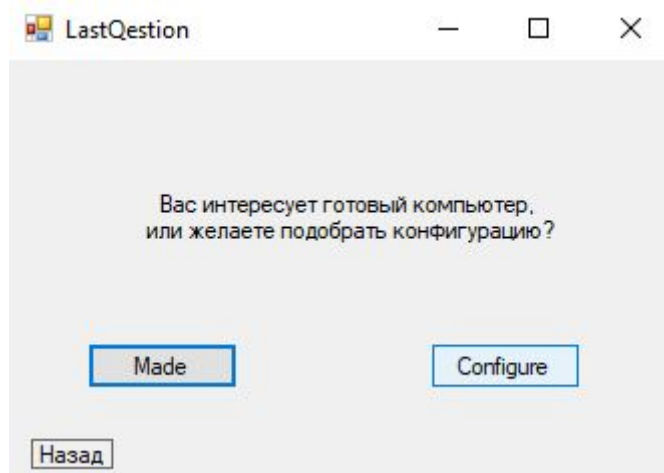 LastQestion
Вас интересует готовый компьютер,
или желаете подобрать конфигурацию?
Made
Configure
Назад